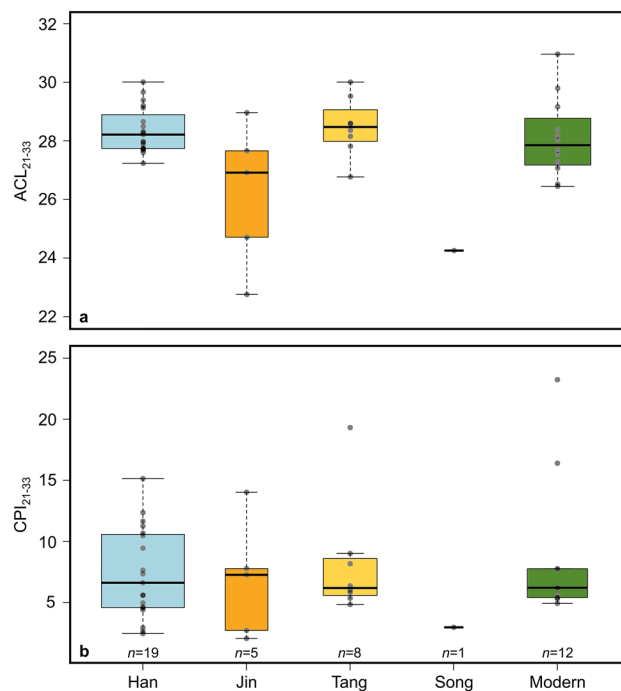 32
30
28
26
24
22
ACL21-33
a
25
20
15
10
5
CPI21-33
b
n=19 n=5 n=8 n=1 n=12
Han Jin Tang Song Modern